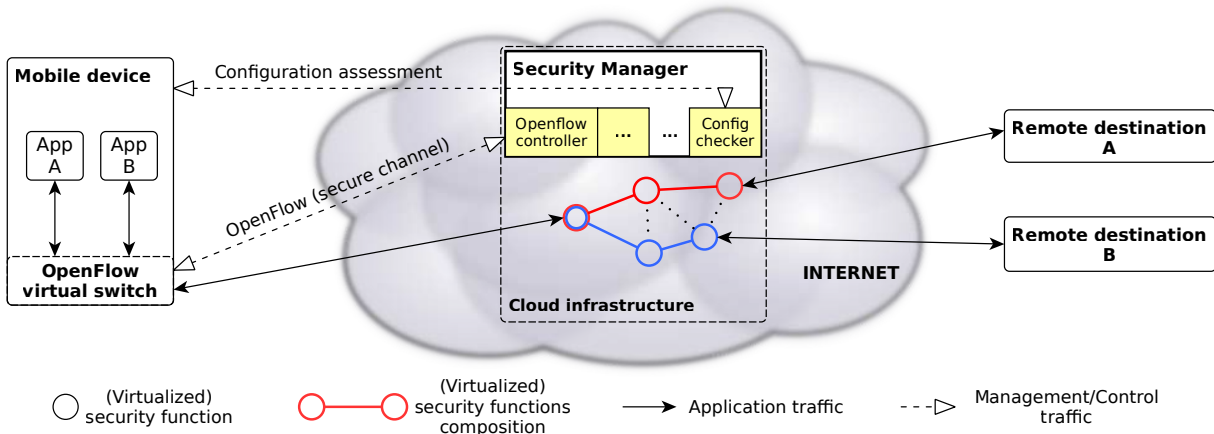 Mobile device
Configuration assessment
Security Manager
App
A
App
B
Openflow
controller
...
...
Config
checker
OpenFlow (secure channel)
OpenFlow
virtual switch
Cloud infrastructure
INTERNET
Remote destination
A
Remote destination
B
(Virtualized)
security function
(Virtualized)
security functions
composition
Application traffic
Management/Control
traffic